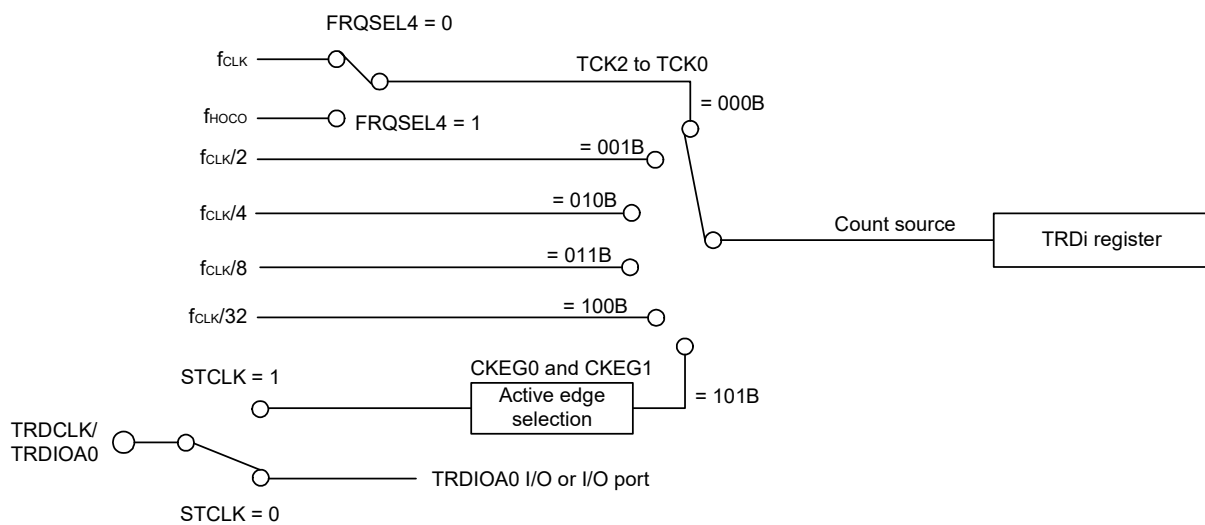 FRQSEL4 = 0
fCLK
TCK2 to TCK0
= 000B
fHOCO
FRQSEL4 = 1
fCLK/2
= 001B
fCLK/4
= 010B
Count source
TRDi register
fCLK/8
= 011B
fCLK/32
= 100B
CKEG0 and CKEG1
STCLK = 1
Active edge
selection
= 101B
TRDCLK/
TRDIOA0
TRDIOA0 I/O or I/O port
STCLK = 0